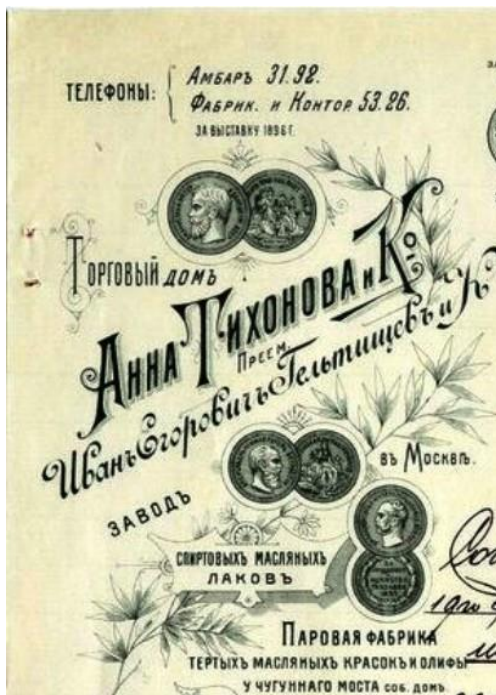 ТЕЛЕФОНЫ:
Амбаръ 31.92.
Фабрик. и Контор 53.26.
ЗА ВЫСТАВКУ 1896 Г.
Торговый домъ
Анна Тихонова и Ко
Преем.
Иванъ Егоровичъ Гельтищевъ и К
въ Москвѣ.
ЗАВОДЪ
СПИРТОВЫХЪ МАСЛЯНЫХЪ
ЛАКОВЪ
ПАРОВАЯ ФАБРИКА
ТЕРТЫХЪ МАСЛЯНЫХЪ КРАСОКЪ И ОЛИФЫ
У ЧУГУННАГО МОСТА СОБ. ДОМЪ.